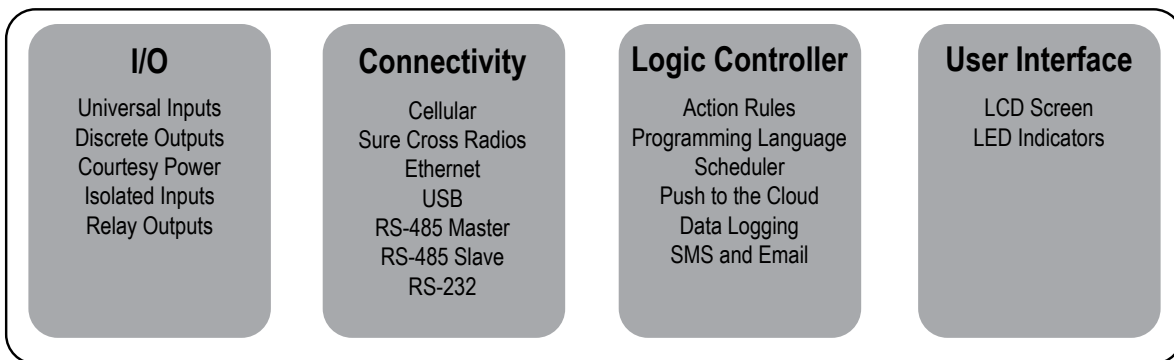 I/O
Universal Inputs
Discrete Outputs
Courtesy Power
Isolated Inputs
Relay Outputs
Connectivity
Cellular
Sure Cross Radios
Ethernet
USB
RS-485 Master
RS-485 Slave
RS-232
Logic Controller
Action Rules
Programming Language
Scheduler
Push to the Cloud
Data Logging
SMS and Email
User Interface
LCD Screen
LED Indicators